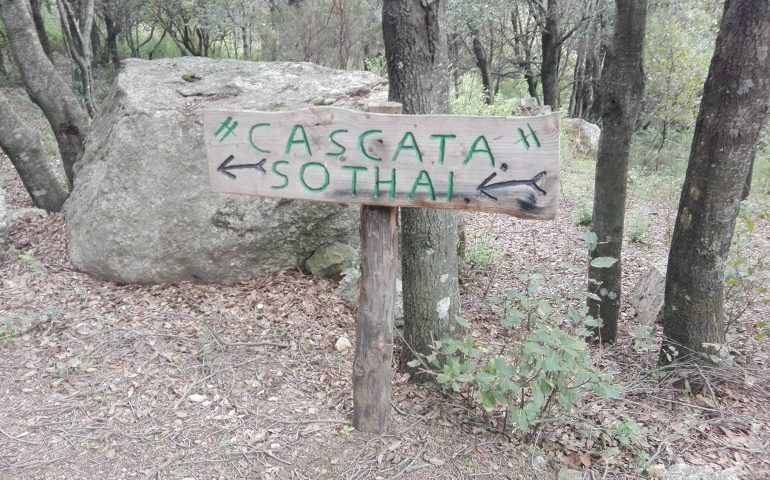 " CASCATA "
SOTHAI